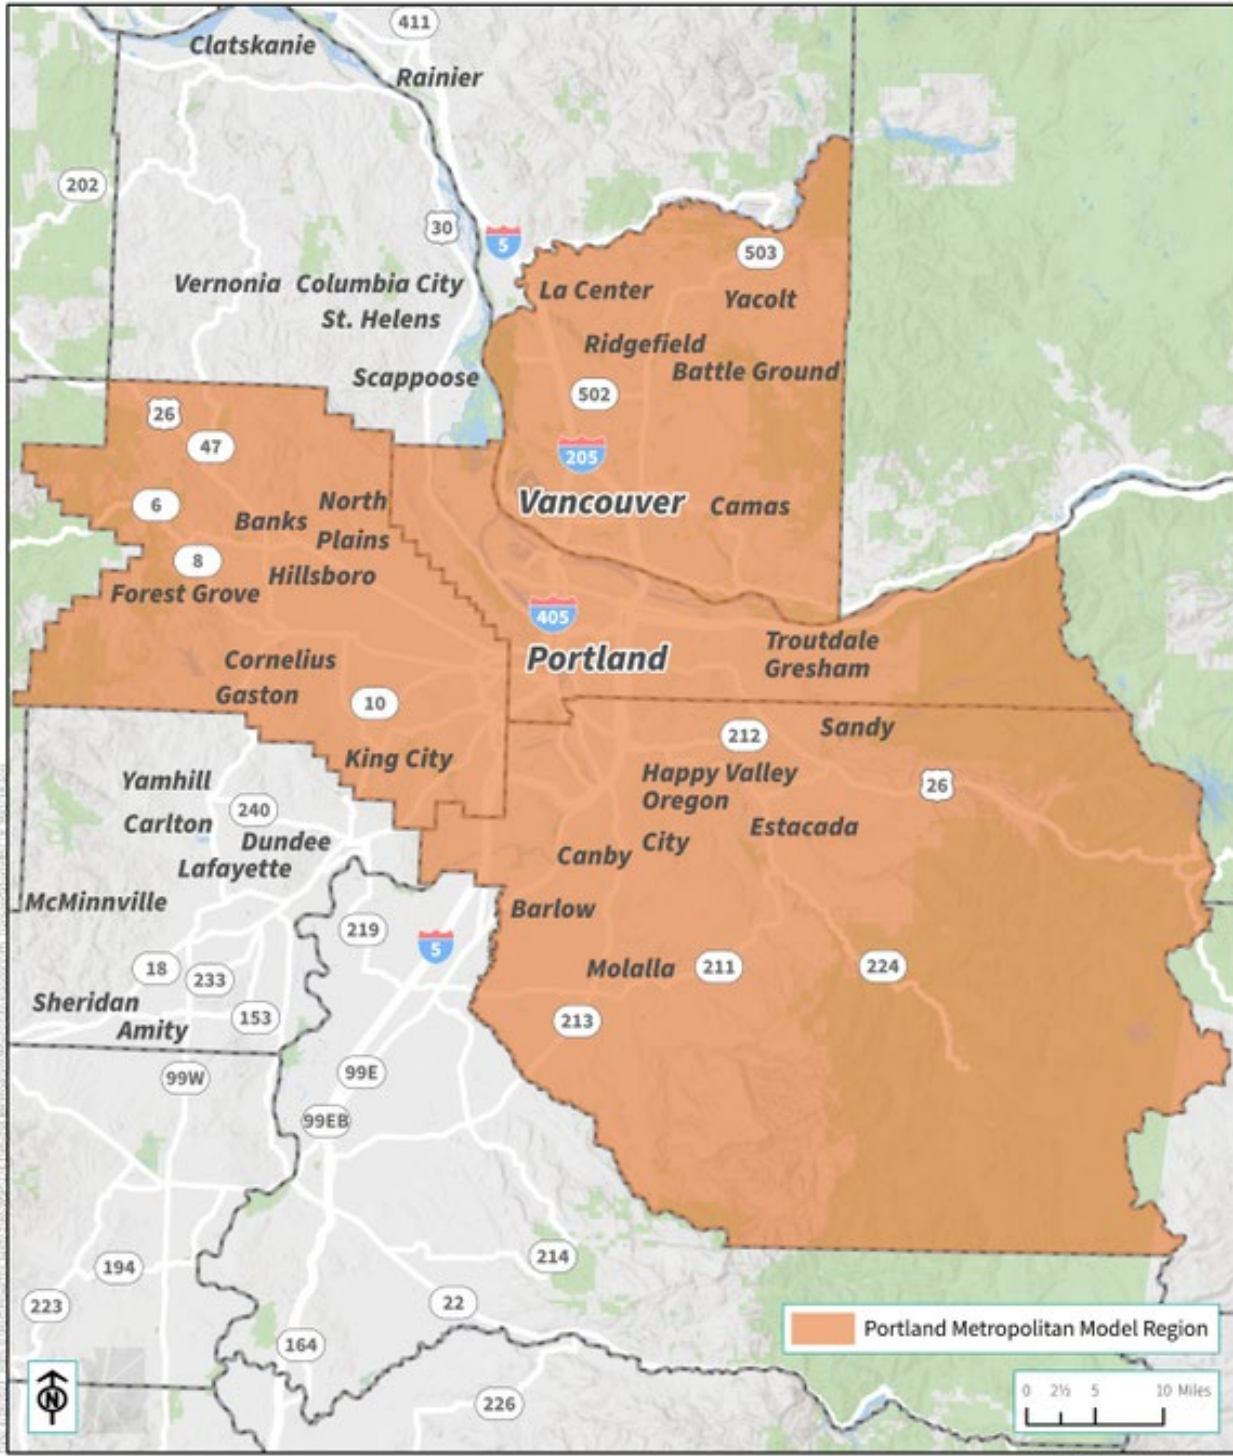 411
Clatskanie
Rainier
202
30
5
503
Vernonia
Columbia City
La Center
Yacolt
St. Helens
Ridgefield
Scappoose
Battle Ground
502
26
47
205
6
North
Vancouver
Camas
Banks
Plains
8
Hillsboro
Forest Grove
405
Troutdale
Portland
Cornelius
Gresham
Gaston
10
Sandy
212
King City
Happy Valley
Yamhill
26
Oregon
240
Carlton
Estacada
Dundee
City
Canby
Lafayette
McMinnville
Barlow
219
5
18
Molalla
211
224
233
Sheridan
153
213
Amity
99E
99W
99EB
214
194
22
223
Portland Metropolitan Model Region
164
0 2½ 5 10 Miles
N
226